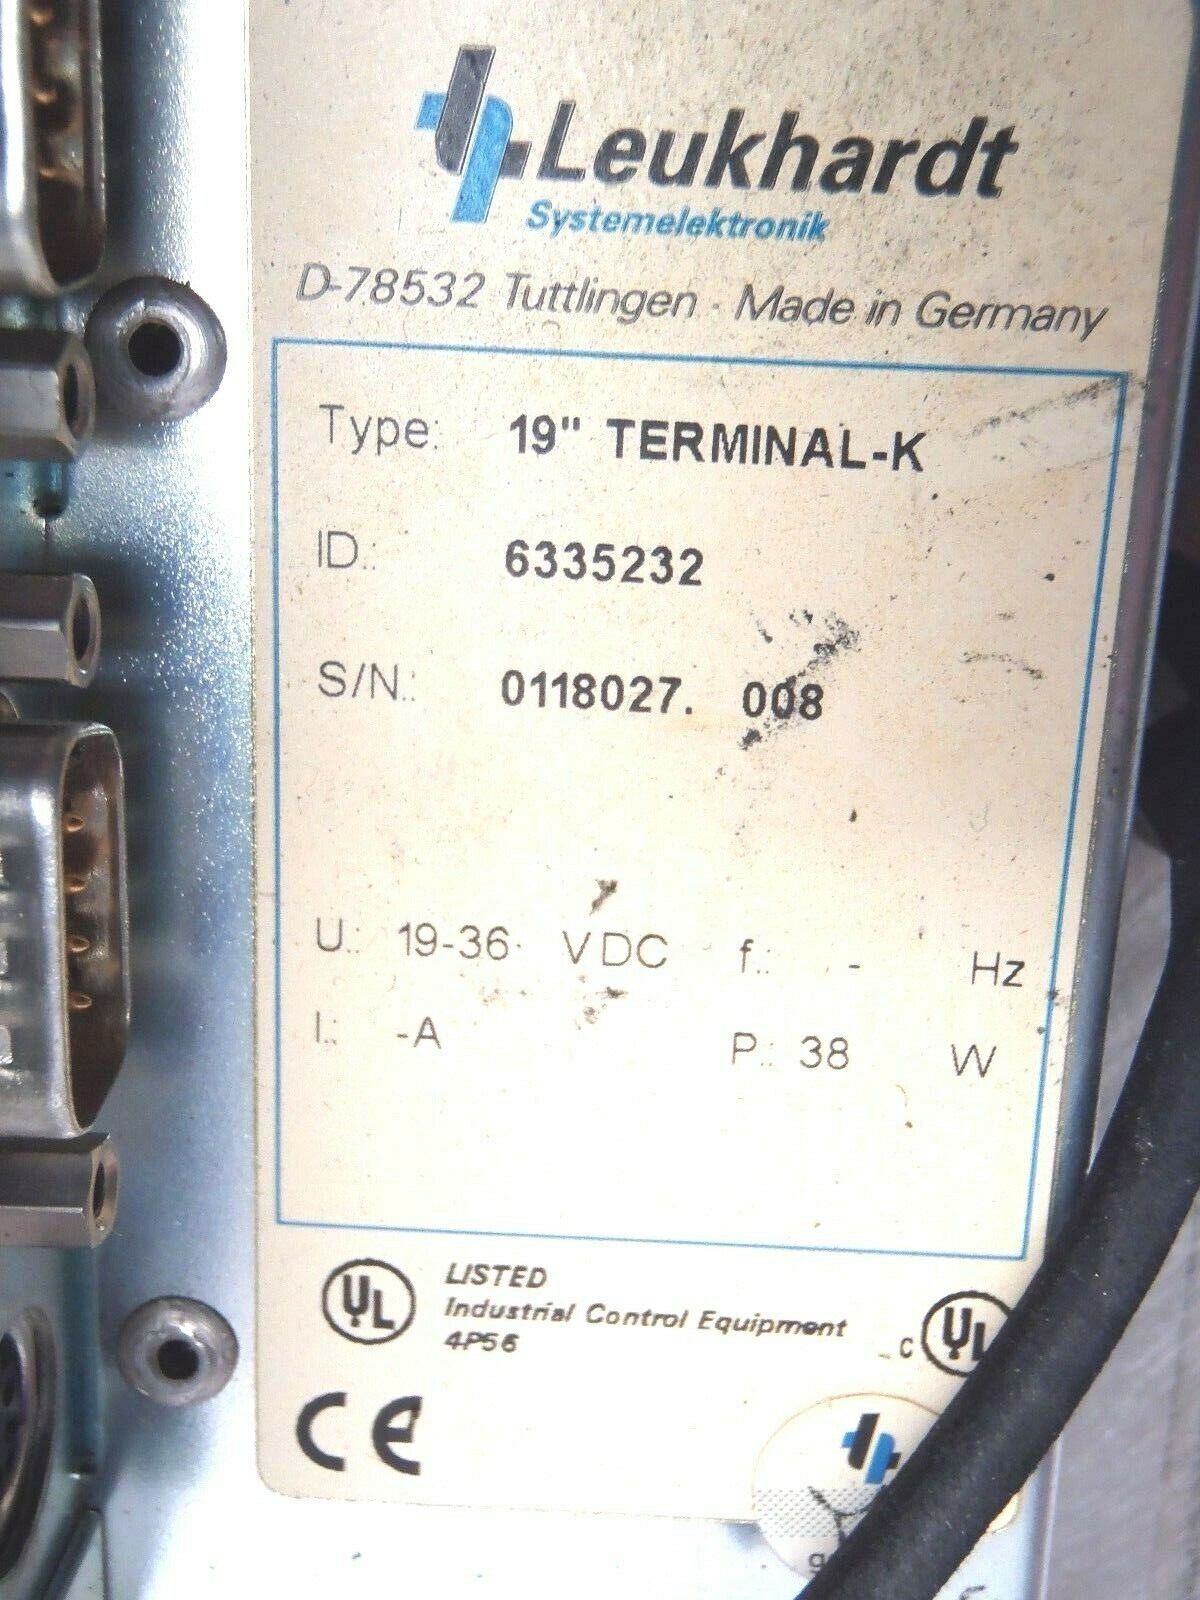 Leukhardt
Systemelektronik
D-78532 Tuttlingen · Made in Germany
Type: 19" TERMINAL-K
ID.: 6335232
S/N.: 0118027. 008
U.: 19-36 VDC f.: - Hz
I.: -A P.: 38 W
UL LISTED
Industrial Control Equipment
4P56
c UL
CE